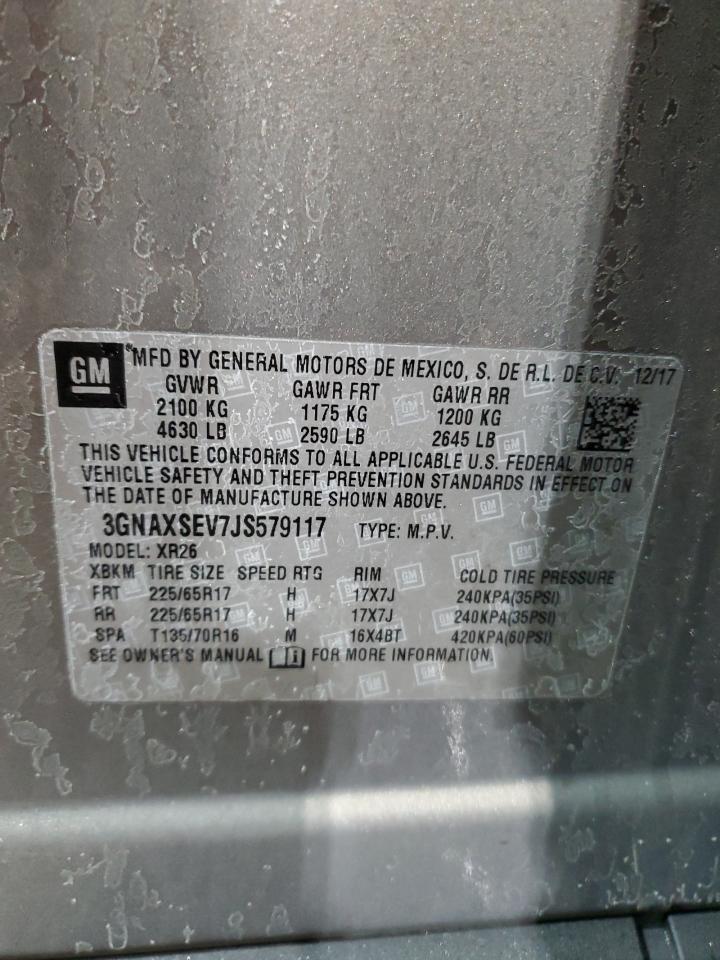 GM
MFD BY GENERAL MOTORS DE MEXICO, S. DE R.L. DE C.V. 12/17
GVWR GAWR FRT GAWR RR
2100 KG 1175 KG 1200 KG
4630 LB 2590 LB 2645 LB
THIS VEHICLE CONFORMS TO ALL APPLICABLE U.S. FEDERAL MOTOR
VEHICLE SAFETY AND THEFT PREVENTION STANDARDS IN EFFECT ON
THE DATE OF MANUFACTURE SHOWN ABOVE.
3GNAXSEV7JS579117 TYPE: M.P.V.
MODEL: XR26
XBKM TIRE SIZE SPEED RTG RIM COLD TIRE PRESSURE
FRT 225/65R17 H 17X7J 240KPA(35PSI)
RR 225/65R17 H 17X7J 240KPA(35PSI)
SPA T135/70R16 M 16X4BT 420KPA(60PSI)
SEE OWNER'S MANUAL FOR MORE INFORMATION.